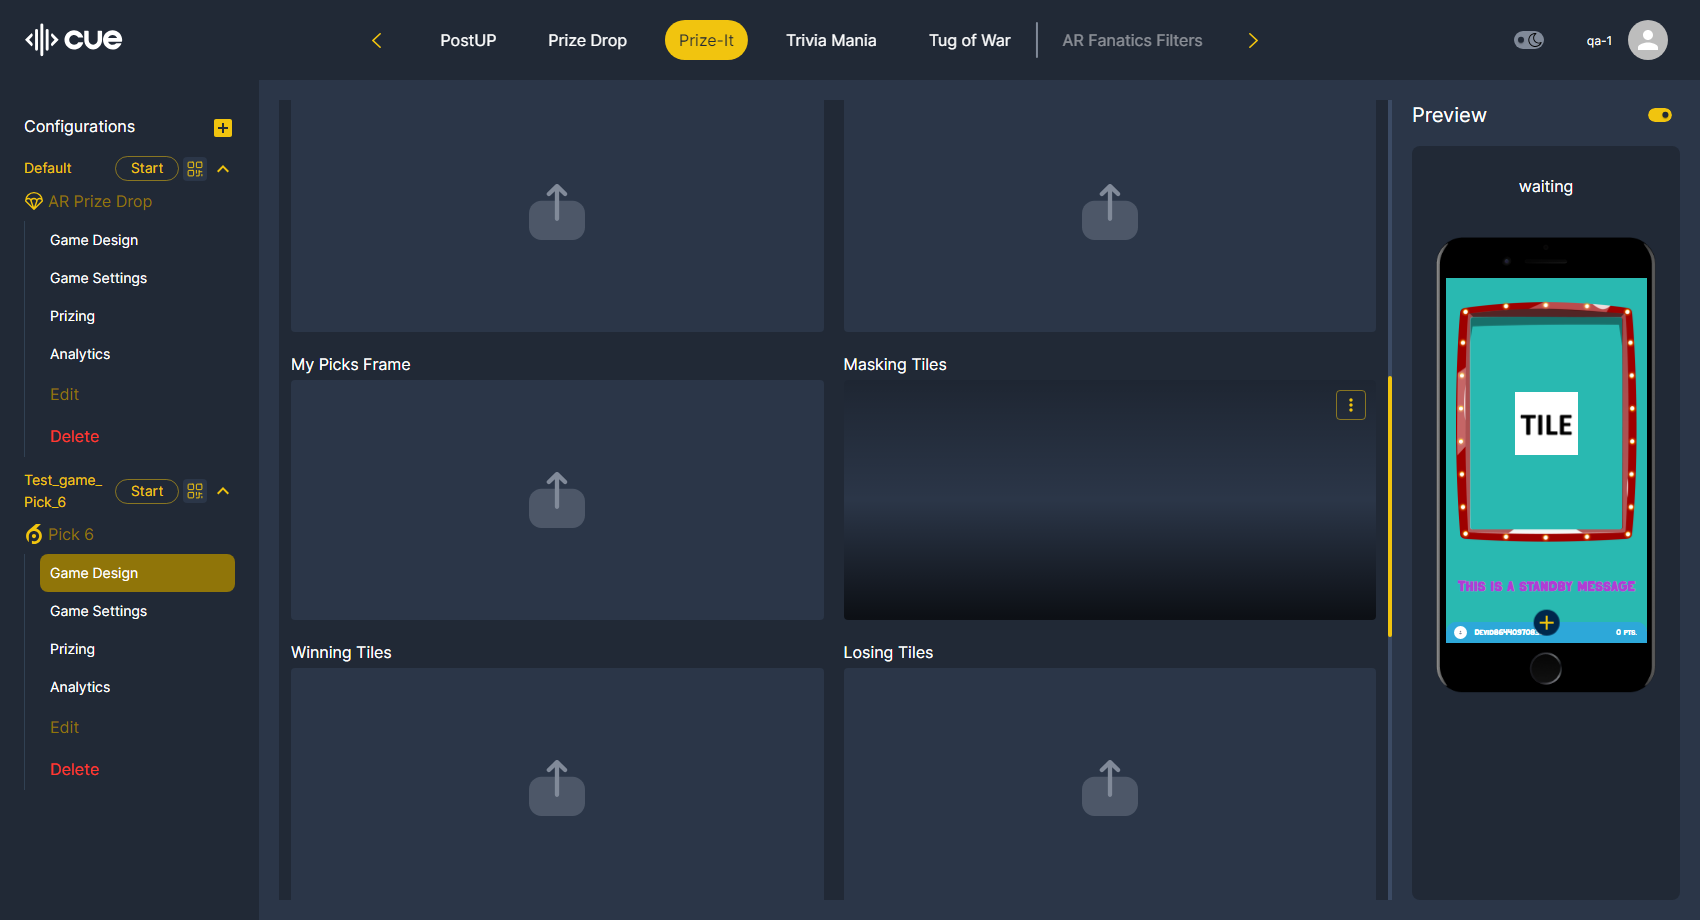 cue
PostUP
Prize Drop
Prize-It
Trivia Mania
Tug of War
AR Fanatics Filters
qa-1
Configurations
Default
Start
AR Prize Drop
Game Design
Game Settings
Prizing
Analytics
Edit
Delete
Test_game_
Pick_6
Start
Pick 6
Game Design
Game Settings
Prizing
Analytics
Edit
Delete
My Picks Frame
Masking Tiles
Winning Tiles
Losing Tiles
Preview
waiting
TILE
THIS IS A STANDBY MESSAGE
0 PTS.